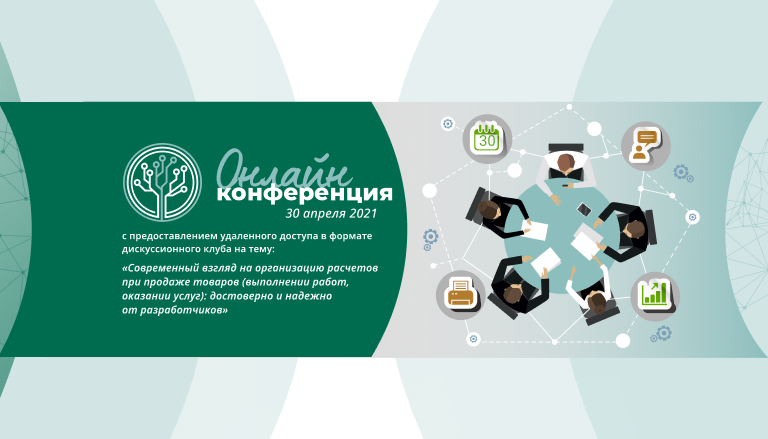 Онлайн
конференция
30 апреля 2021
с предоставлением удаленного доступа в формате
дискуссионного клуба на тему:
«Современный взгляд на организацию расчетов
при продаже товаров (выполнении работ,
оказании услуг): достоверно и надежно
от разработчиков»
30